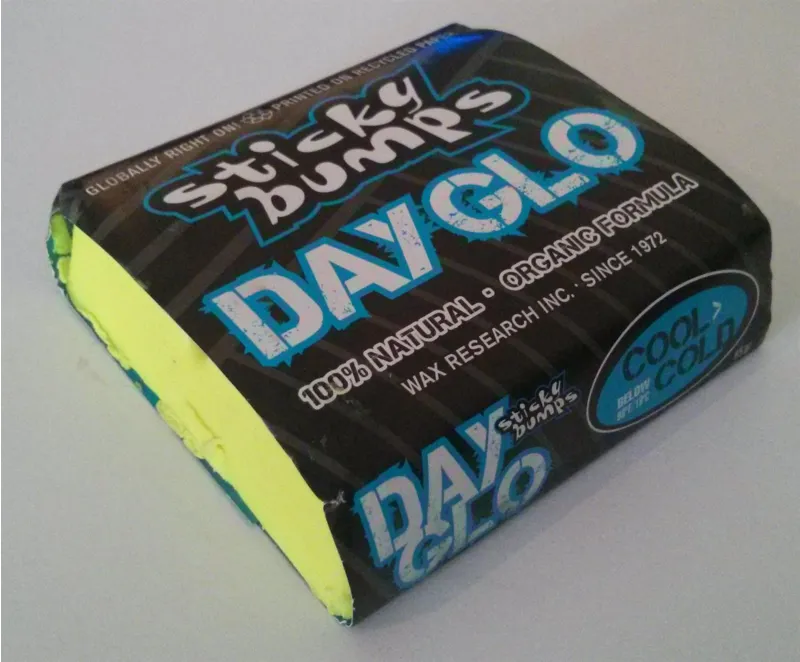 GLOBALLY RIGHT ON! PRINTED ON RECYCLED PAPER
sticky
bumps
DAY GLO
100% NATURAL · ORGANIC FORMULA
WAX RESEARCH INC. · SINCE 1972
DAY
GLO
sticky
bumps
COOL >
COLD
BELOW